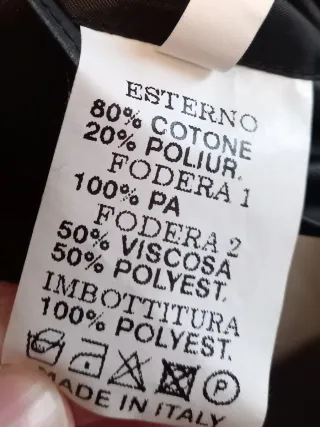 ESTERNO
80% COTONE
20% POLIUR.
FODERA 1
100% PA
FODERA 2
50% VISCOSA
50% POLYEST.
IMBOTTITURA
100% POLYEST.
P
MADE IN ITALY